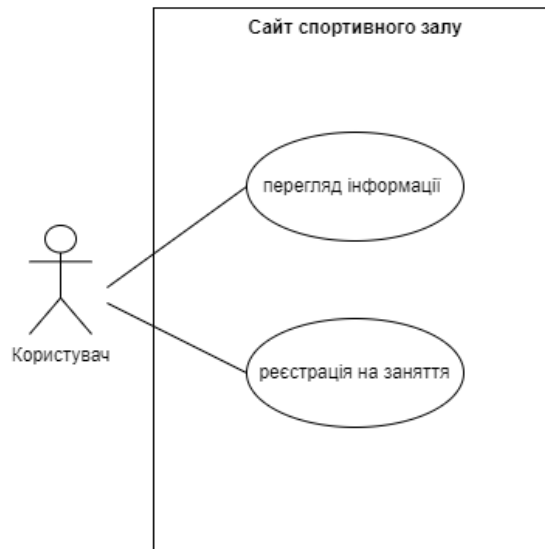 Сайт спортивного залу
перегляд інформації
Користувач
реєстрація на заняття